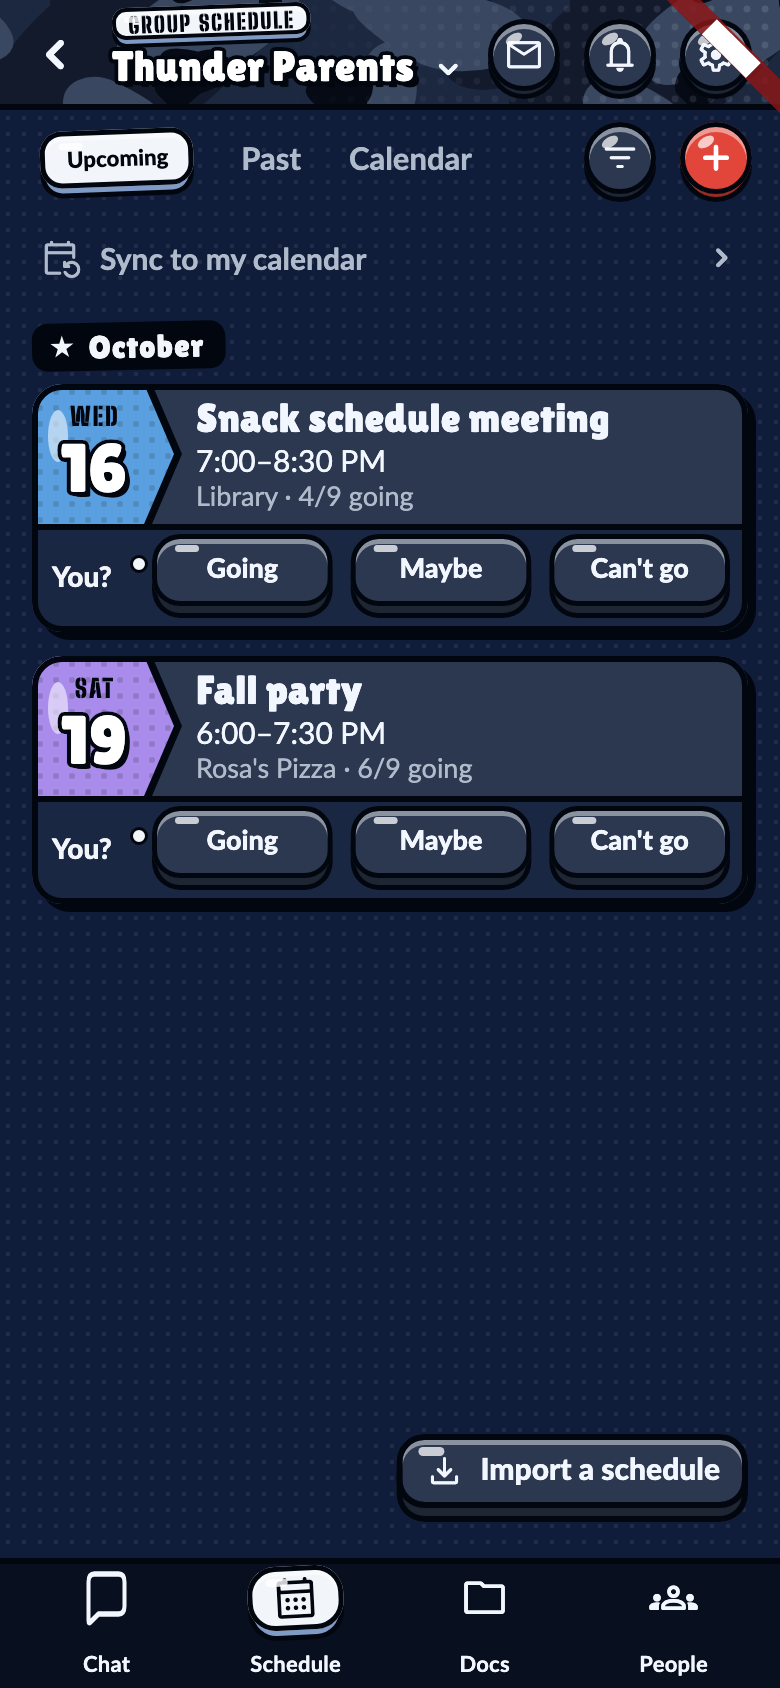 GROUP SCHEDULE
Thunder Parents
Upcoming
Past
Calendar
Sync to my calendar
★ October
WED
16
Snack schedule meeting
7:00–8:30 PM
Library · 4/9 going
You?
Going
Maybe
Can't go
SAT
19
Fall party
6:00–7:30 PM
Rosa's Pizza · 6/9 going
You?
Going
Maybe
Can't go
Import a schedule
Chat
Schedule
Docs
People